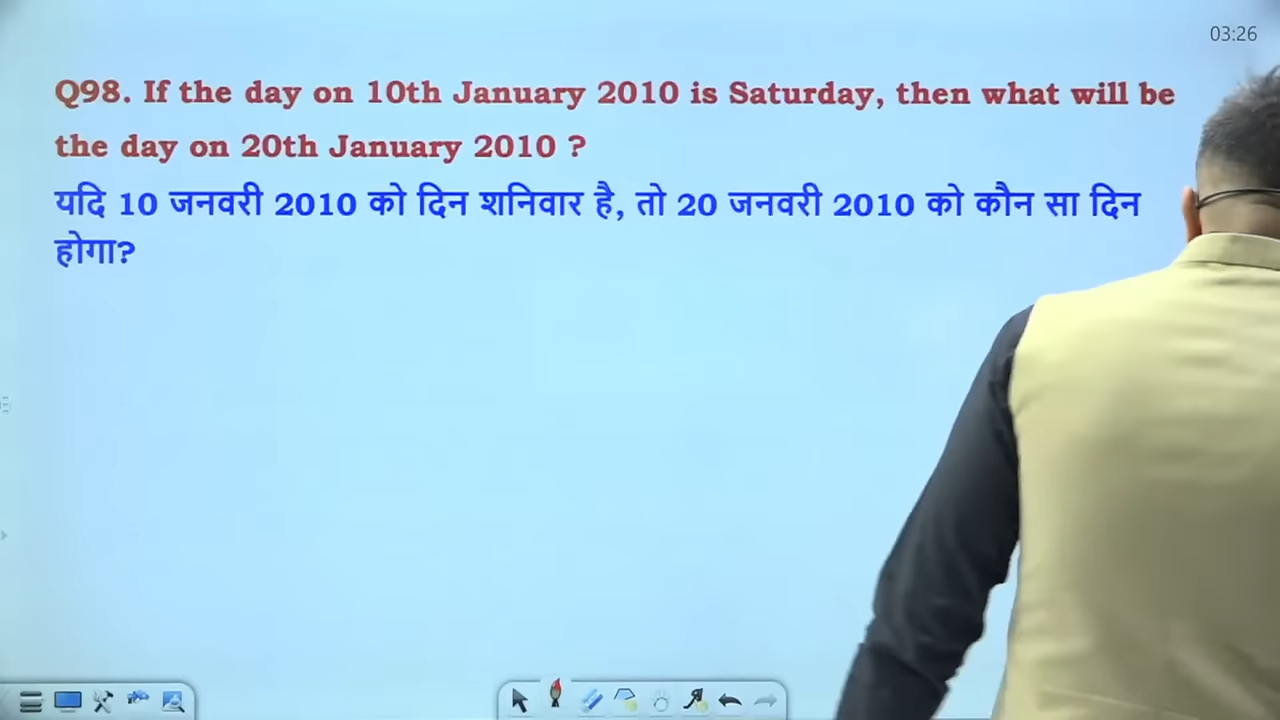 03:26
Q98. If the day on 10th January 2010 is Saturday, then what will be
the day on 20th January 2010 ?
यदि 10 जनवरी 2010 को दिन शनिवार है, तो 20 जनवरी 2010 को कौन सा दिन
होगा?